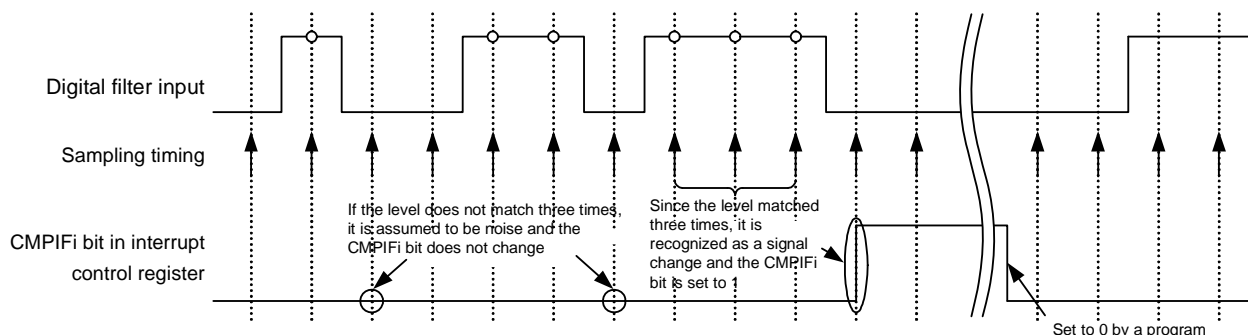 Digital filter input
Sampling timing
If the level does not match three times,
it is assumed to be noise and the
CMPIFi bit does not change
Since the level matched
three times, it is
recognized as a signal
change and the CMPIFi
bit is set to 1
CMPIFi bit in interrupt
control register
Set to 0 by a program